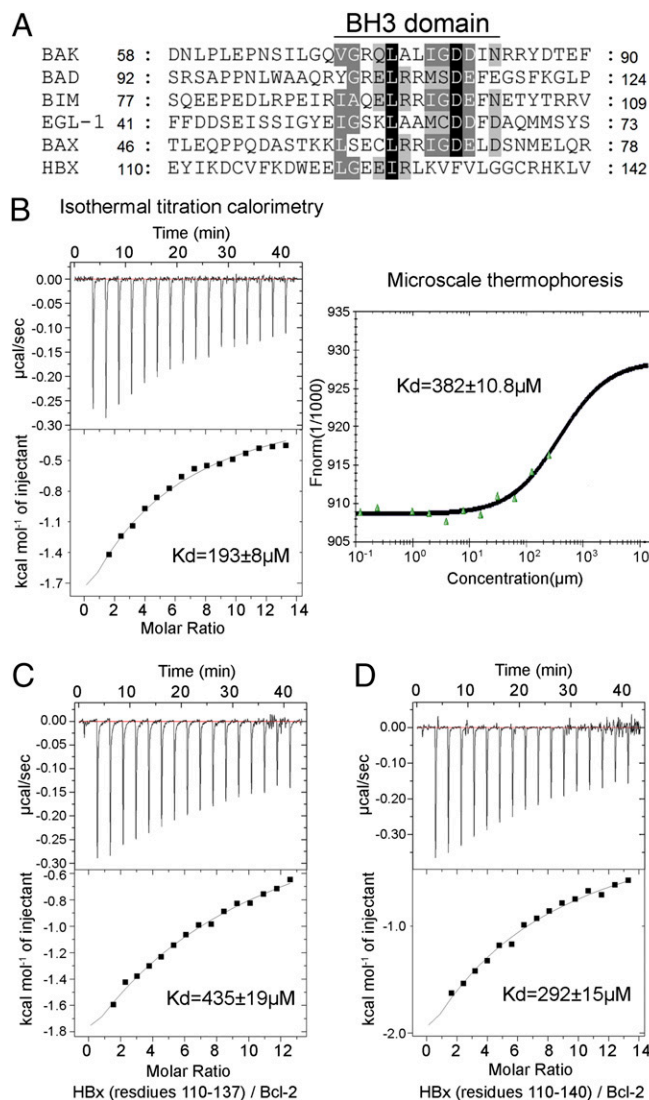 A
BH3 domain
BAK 58 : DNLPLEPNSILGQVGRQLALIGDDINRRYDTEF : 90
BAD 92 : SRSAPPNLWAAQRYGRELRRMSDEFEGSFKGLP : 124
BIM 77 : SQEEPEDLRPEIRIAQELRRIGDEFNETYTRRV : 109
EGL-1 41 : FFDDSEISSIGYEIGSKLAAMCDDFDAQMMSYS : 73
BAX 46 : TLEQPPQDASTKKLSECLRRIGDELDSNMELQR : 78
HBX 110 : EYIKDCVFKDWEELGEEIRLKVFVLGGCRHKLV : 142
B
Isothermal titration calorimetry
Time (min)
0 10 20 30 40
0.00
-0.05
-0.10
-0.15
-0.20
-0.25
-0.30
µcal/sec
-0.5
-0.9
-1.3
-1.7
kcal mol-1 of injectant
Kd=193±8µM
0 2 4 6 8 10 12 14
Molar Ratio
Microscale thermophoresis
935
930
925
920
915
910
905
Fnorm(1/1000)
Kd=382±10.8µM
10-1 100 101 102 103 104
Concentration(µm)
C
Time (min)
0 10 20 30 40
0.00
-0.05
-0.10
-0.15
-0.20
-0.25
-0.30
µcal/sec
-0.6
-0.8
-1.0
-1.2
-1.4
-1.6
-1.8
kcal mol-1 of injectant
Kd=435±19µM
0 2 4 6 8 10 12
Molar Ratio
HBx (resdiues 110-137) / Bcl-2
D
Time (min)
0 10 20 30 40
0.00
-0.10
-0.20
-0.30
µcal/sec
-1.0
-2.0
kcal mol-1 of injectant
Kd=292±15µM
0 2 4 6 8 10 12 14
Molar Ratio
HBx (residues 110-140) / Bcl-2